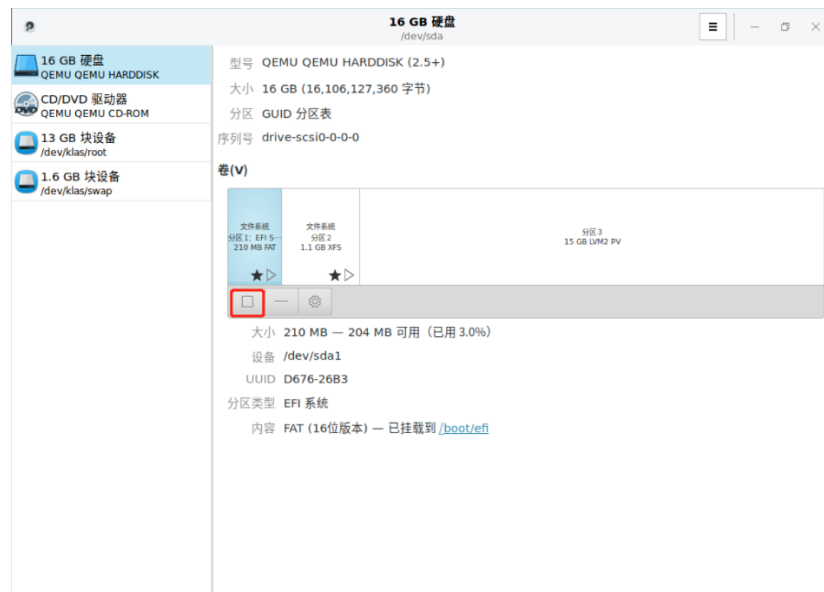 16 GB 硬盘
/dev/sda
16 GB 硬盘
QEMU QEMU HARDDISK
CD/DVD 驱动器
QEMU QEMU CD-ROM
13 GB 块设备
/dev/klas/root
1.6 GB 块设备
/dev/klas/swap
型号 QEMU QEMU HARDDISK (2.5+)
大小 16 GB (16,106,127,360 字节)
分区 GUID 分区表
序列号 drive-scsi0-0-0-0
卷(V)
文件系统
分区 1: EFI S…
210 MB FAT
文件系统
分区 2
1.1 GB XFS
分区 3
15 GB LVM2 PV
大小 210 MB — 204 MB 可用（已用 3.0%）
设备 /dev/sda1
UUID D676-26B3
分区类型 EFI 系统
内容 FAT (16位版本) — 已挂载到 /boot/efi